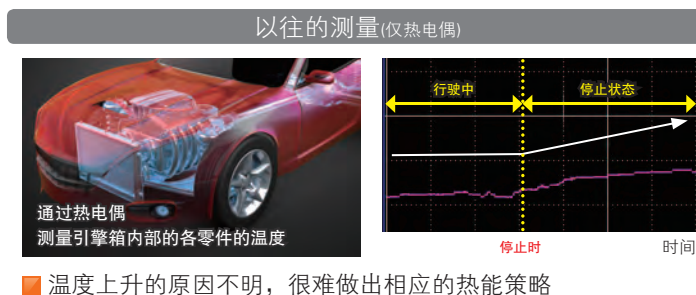 以往的测量(仅热电偶)
通过热电偶
测量引擎箱内部的各零件的温度
行驶中
停止状态
停止时
时间
温度上升的原因不明，很难做出相应的热能策略